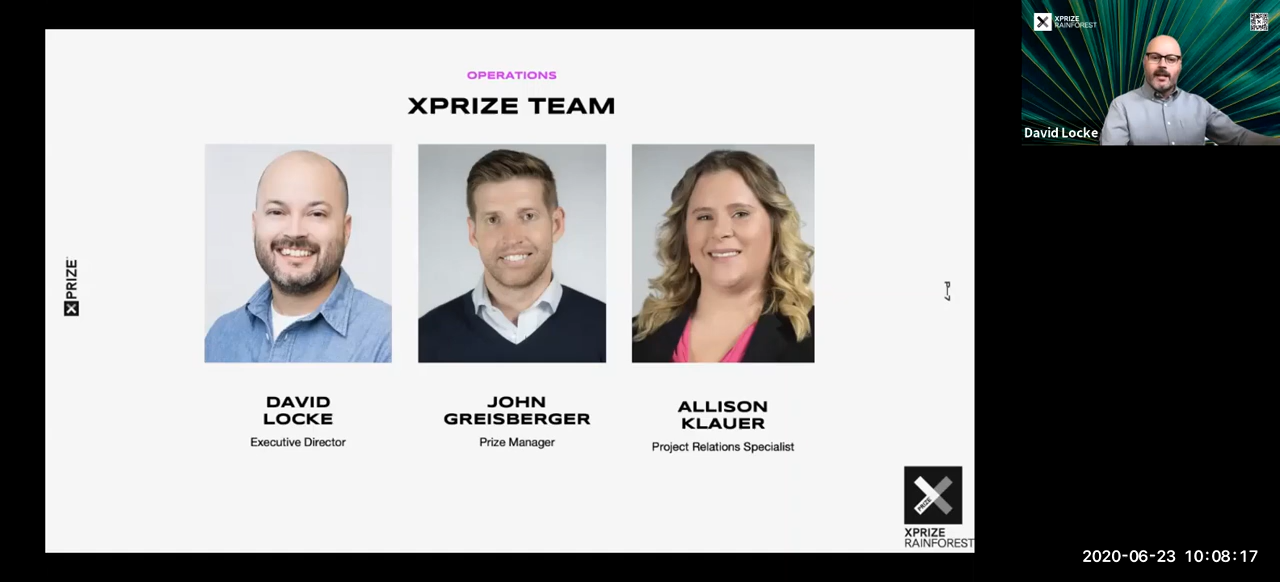 OPERATIONS
XPRIZE TEAM
XPRIZE
DAVID
LOCKE
Executive Director
JOHN
GREISBERGER
Prize Manager
ALLISON
KLAUER
Project Relations Specialist
PRIZE
XPRIZE
RAINFOREST
XPRIZE
RAINFOREST
David Locke
2020-06-23 10:08:17